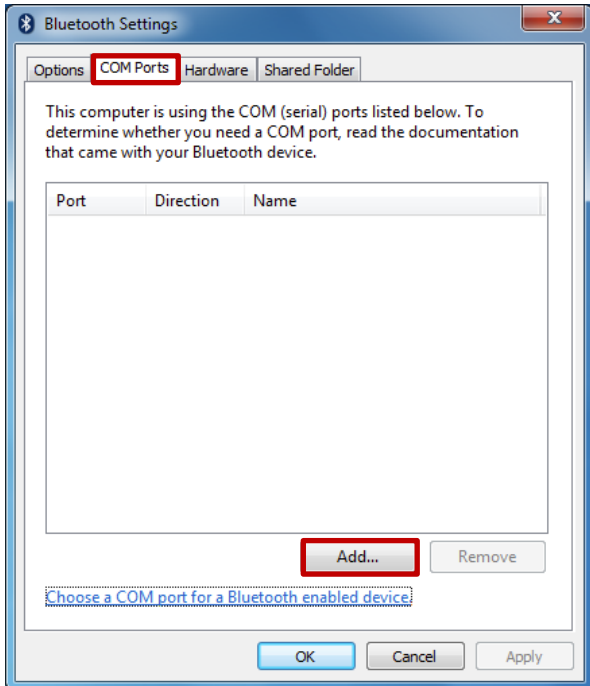 Bluetooth Settings
Options COM Ports Hardware Shared Folder
This computer is using the COM (serial) ports listed below. To
determine whether you need a COM port, read the documentation
that came with your Bluetooth device.
Port Direction Name
Add... Remove
Choose a COM port for a Bluetooth enabled device.
OK Cancel Apply